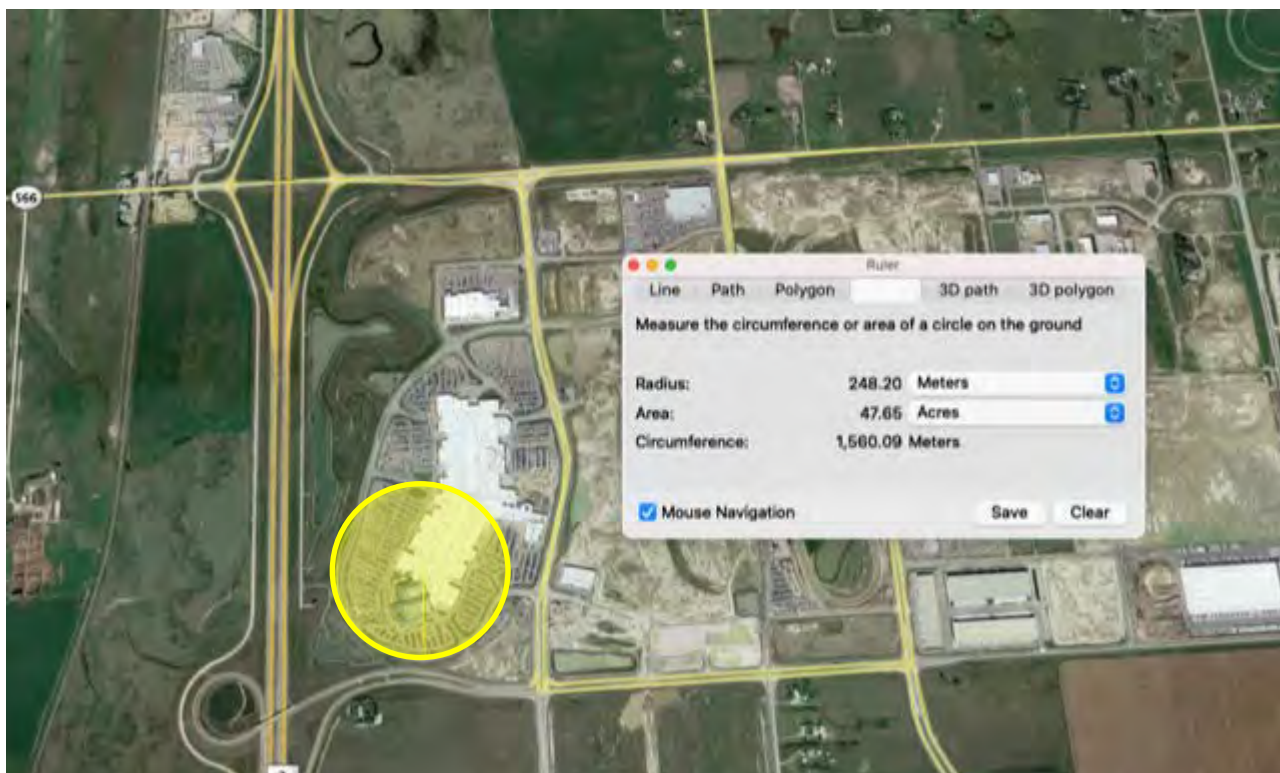 566
Ruler
Line Path Polygon 3D path 3D polygon
Measure the circumference or area of a circle on the ground
Radius: 248.20 Meters
Area: 47.65 Acres
Circumference: 1,560.09 Meters
Mouse Navigation Save Clear